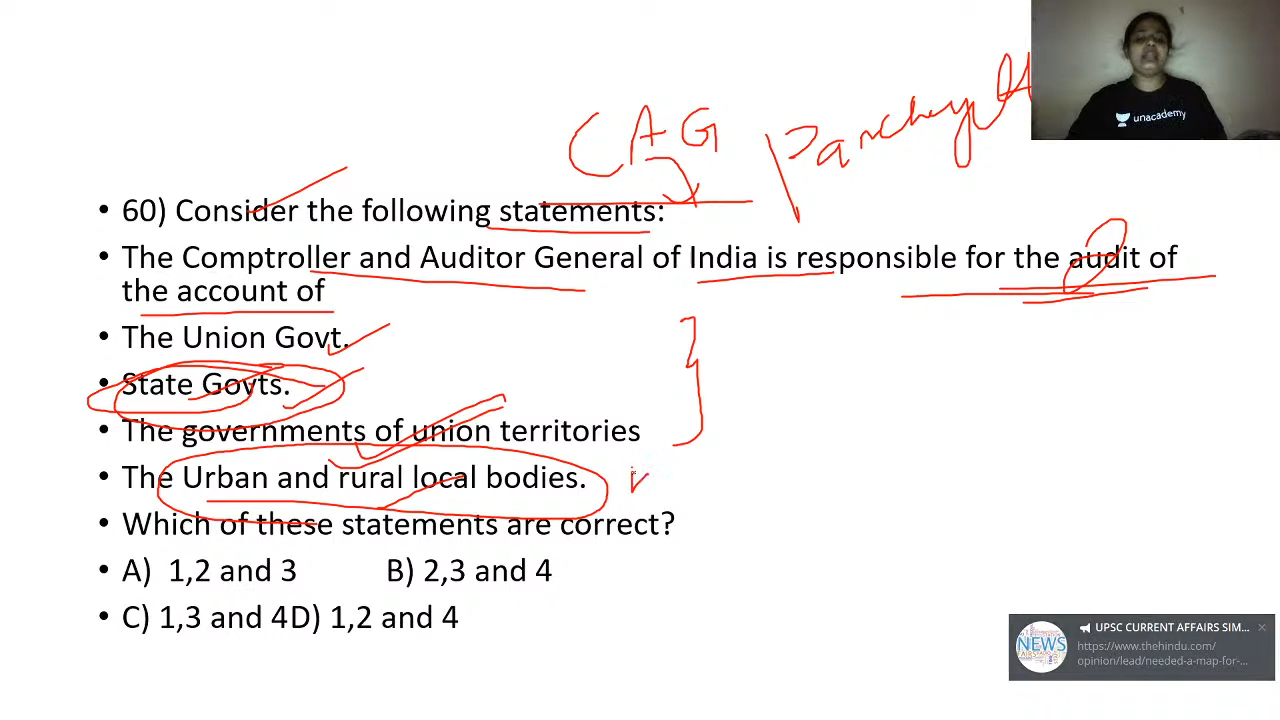 CAG
Panchayat
unacademy
• 60) Consider the following statements:
• The Comptroller and Auditor General of India is responsible for the audit of
the account of
• The Union Govt.
• State Govts.
• The governments of union territories
• The Urban and rural local bodies.
• Which of these statements are correct?
• A) 1,2 and 3 B) 2,3 and 4
• C) 1,3 and 4D) 1,2 and 4
UPSC CURRENT AFFAIRS SIM...
NEWS
https://www.thehindu.com/
opinion/lead/needed-a-map-for-...